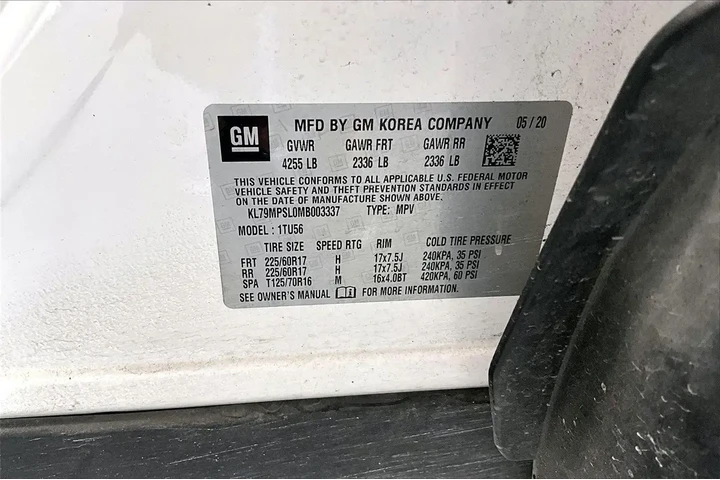 GM
MFD BY GM KOREA COMPANY 05 / 20
GVWR GAWR FRT GAWR RR
4255 LB 2336 LB 2336 LB
THIS VEHICLE CONFORMS TO ALL APPLICABLE U.S. FEDERAL MOTOR
VEHICLE SAFETY AND THEFT PREVENTION STANDARDS IN EFFECT
ON THE DATE OF MANUFACTURE SHOWN ABOVE.
KL79MPSL0MB003337 TYPE: MPV
MODEL : 1TU56
TIRE SIZE SPEED RTG RIM COLD TIRE PRESSURE
FRT 225/60R17 H 17x7.5J 240KPA, 35 PSI
RR 225/60R17 H 17x7.5J 240KPA, 35 PSI
SPA T125/70R16 M 16x4.0BT 420KPA, 60 PSI
SEE OWNER'S MANUAL FOR MORE INFORMATION.